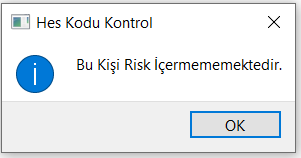 Hes Kodu Kontrol
Bu Kişi Risk İçermememektedir.
OK